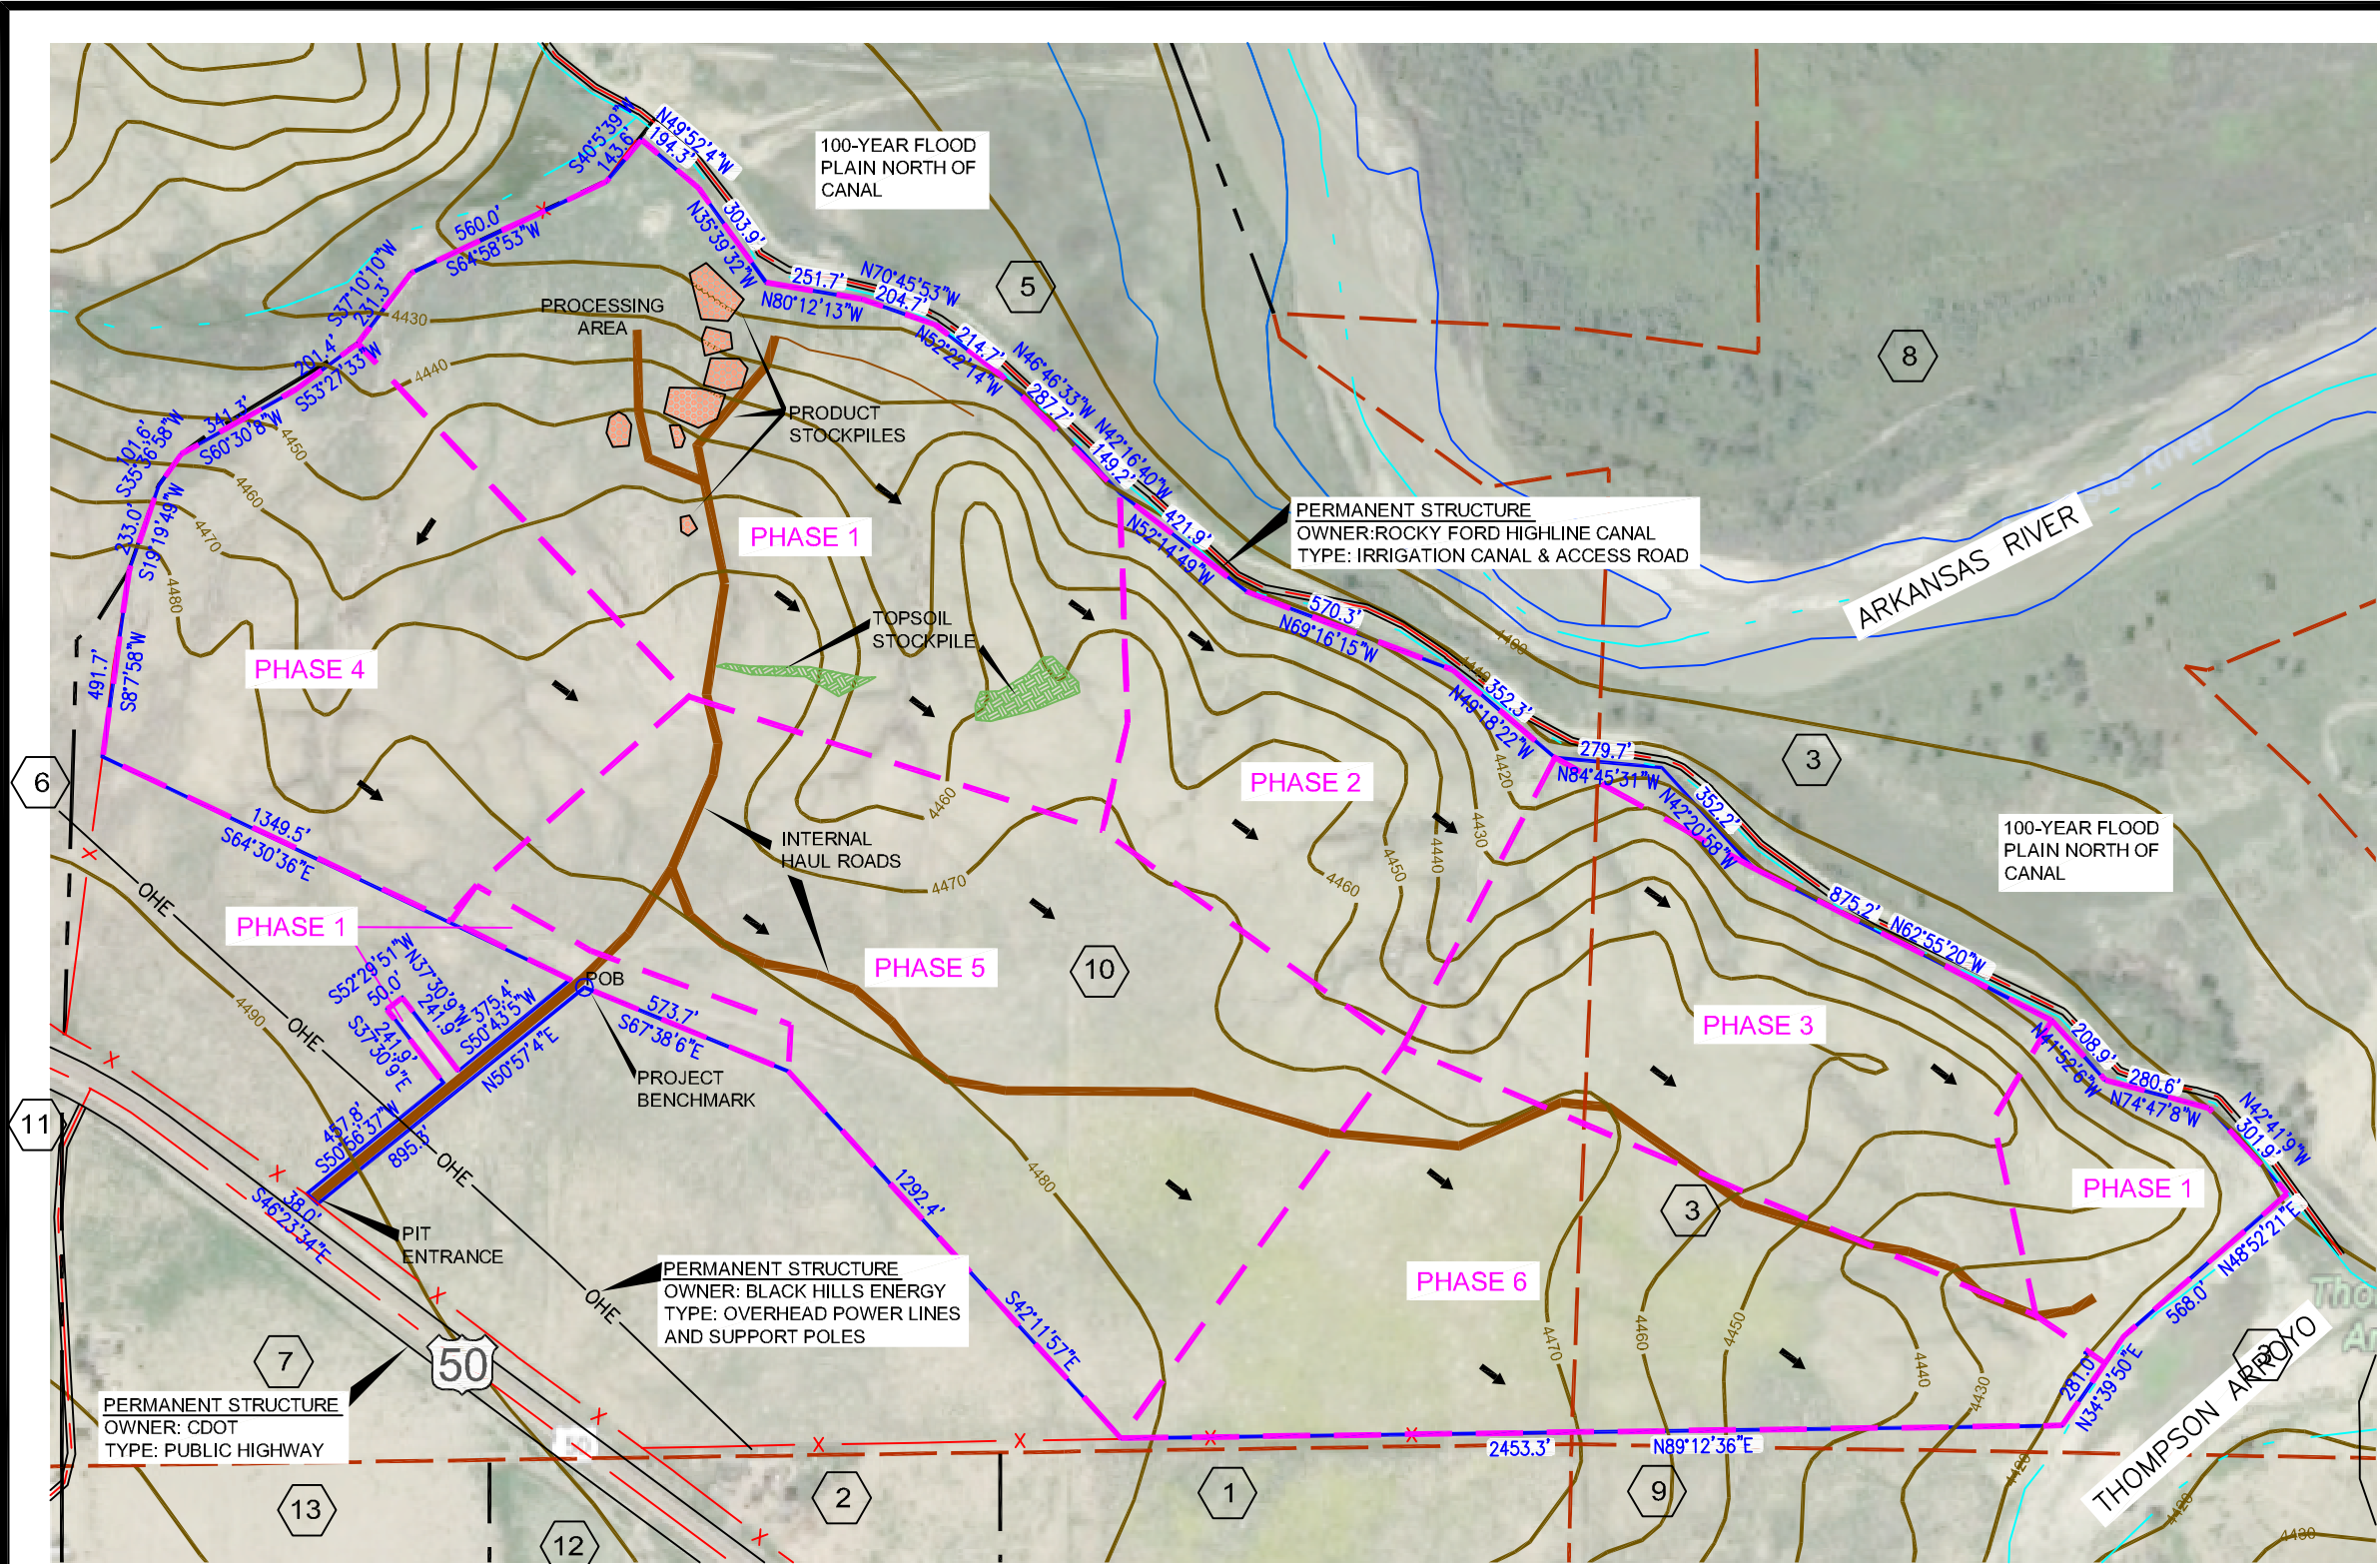 S40°5'39"W
143.6'
N49°52'4"W
194.3'
100-YEAR FLOOD
PLAIN NORTH OF
CANAL
560.0'
S64°58'53"W
303.9'
N35°39'32"W
S37°10'10"W
231.3'
251.7'
N80°12'13"W
N70°45'53"W
204.7'
5
PROCESSING
AREA
4430
4440
201.4'
S53°27'33"W
214.7'
N52°22'14"W
N46°46'33"W
287.7'
8
341.3'
S60°30'8"W
4450
101.6'
S35°36'58"W
PRODUCT
STOCKPILES
N42°16'40"W
149.2'
4460
4470
233.0'
S19°19'49"W
4480
PHASE 1
421.9'
N52°14'49"W
PERMANENT STRUCTURE
OWNER:ROCKY FORD HIGHLINE CANAL
TYPE: IRRIGATION CANAL & ACCESS ROAD
ARKANSAS RIVER
570.3'
N69°16'15"W
4400
TOPSOIL
STOCKPILE
PHASE 4
491.7'
S8°7'58"W
352.3'
N49°18'22"W
279.7'
N84°45'31"W
3
6
PHASE 2
4420
4430
4440
4450
4460
352.2'
N42°20'58"W
1349.5'
S64°30'36"E
4460
INTERNAL
HAUL ROADS
4470
100-YEAR FLOOD
PLAIN NORTH OF
CANAL
OHE
PHASE 1
875.2'
N62°55'20"W
PHASE 5
10
S52°29'51"W
50.0'
N37°30'9"W
241.9'
375.4'
S50°43'5"W
POB
4490
OHE
S37°30'9"E
241.9'
573.7'
S67°38'6"E
N50°57'4"E
PHASE 3
208.9'
N41°52'6"W
280.6'
N74°47'8"W
PROJECT
BENCHMARK
11
457.8'
S50°56'37"W
OHE
N42°41'9"W
301.9'
4480
1292.4'
PHASE 1
3
38.0'
S46°23'34"E
PIT
ENTRANCE
N48°52'21"E
568.0'
PERMANENT STRUCTURE
OWNER: BLACK HILLS ENERGY
TYPE: OVERHEAD POWER LINES
AND SUPPORT POLES
OHE
S42°11'57"E
PHASE 6
4470
4460
4450
4440
4430
7
50
281.0'
N34°39'50"E
THOMPSON ARROYO
PERMANENT STRUCTURE
OWNER: CDOT
TYPE: PUBLIC HIGHWAY
2453.3'
N89°12'36"E
4420
13
12
2
1
9
4420
4430